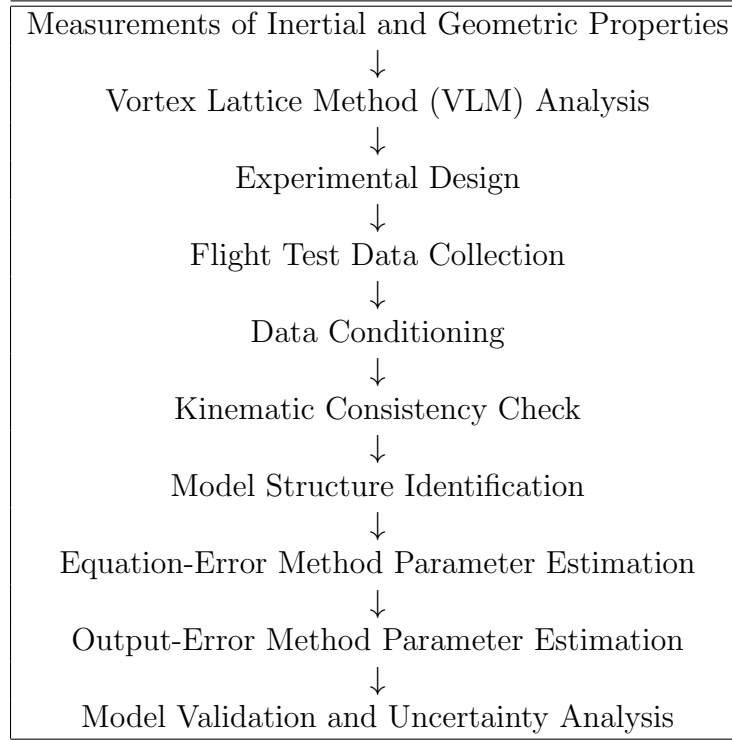 Measurements of Inertial and Geometric Properties
↓
Vortex Lattice Method (VLM) Analysis
↓
Experimental Design
↓
Flight Test Data Collection
↓
Data Conditioning
↓
Kinematic Consistency Check
↓
Model Structure Identification
↓
Equation-Error Method Parameter Estimation
↓
Output-Error Method Parameter Estimation
↓
Model Validation and Uncertainty Analysis